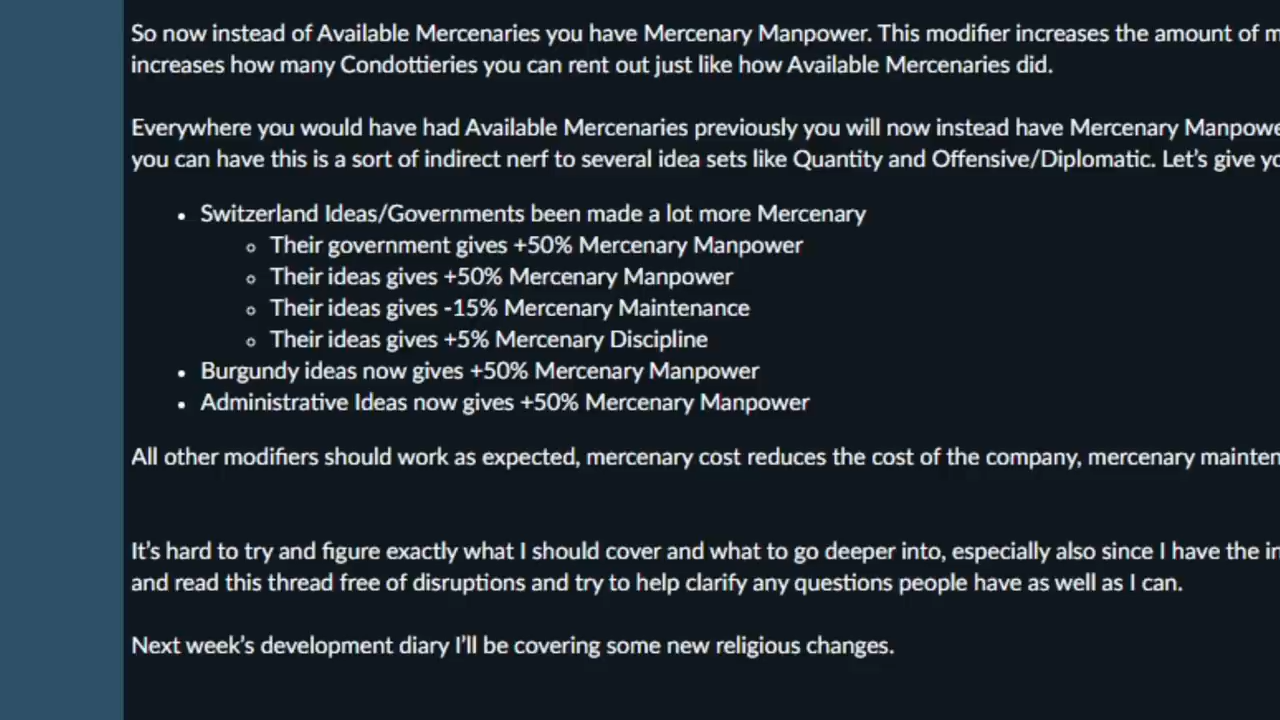 So now instead of Available Mercenaries you have Mercenary Manpower. This modifier increases the amount of
increases how many Condottieries you can rent out just like how Available Mercenaries did.
Everywhere you would have had Available Mercenaries previously you will now instead have Mercenary
you can have this is a sort of indirect nerf to several idea sets like Quantity and Offensive/Diplomatic. Let’s give
Switzerland Ideas/Governments been made a lot more Mercenary
Their government gives +50% Mercenary Manpower
Their ideas gives +50% Mercenary Manpower
Their ideas gives -15% Mercenary Maintenance
Their ideas gives +5% Mercenary Discipline
Burgundy ideas now gives +50% Mercenary Manpower
Administrative Ideas now gives +50% Mercenary Manpower
All other modifiers should work as expected, mercenary cost reduces the cost of the company, mercenary
It’s hard to try and figure exactly what I should cover and what to go deeper into, especially also since I have the
and read this thread free of disruptions and try to help clarify any questions people have as well as I can.
Next week’s development diary I’ll be covering some new religious changes.